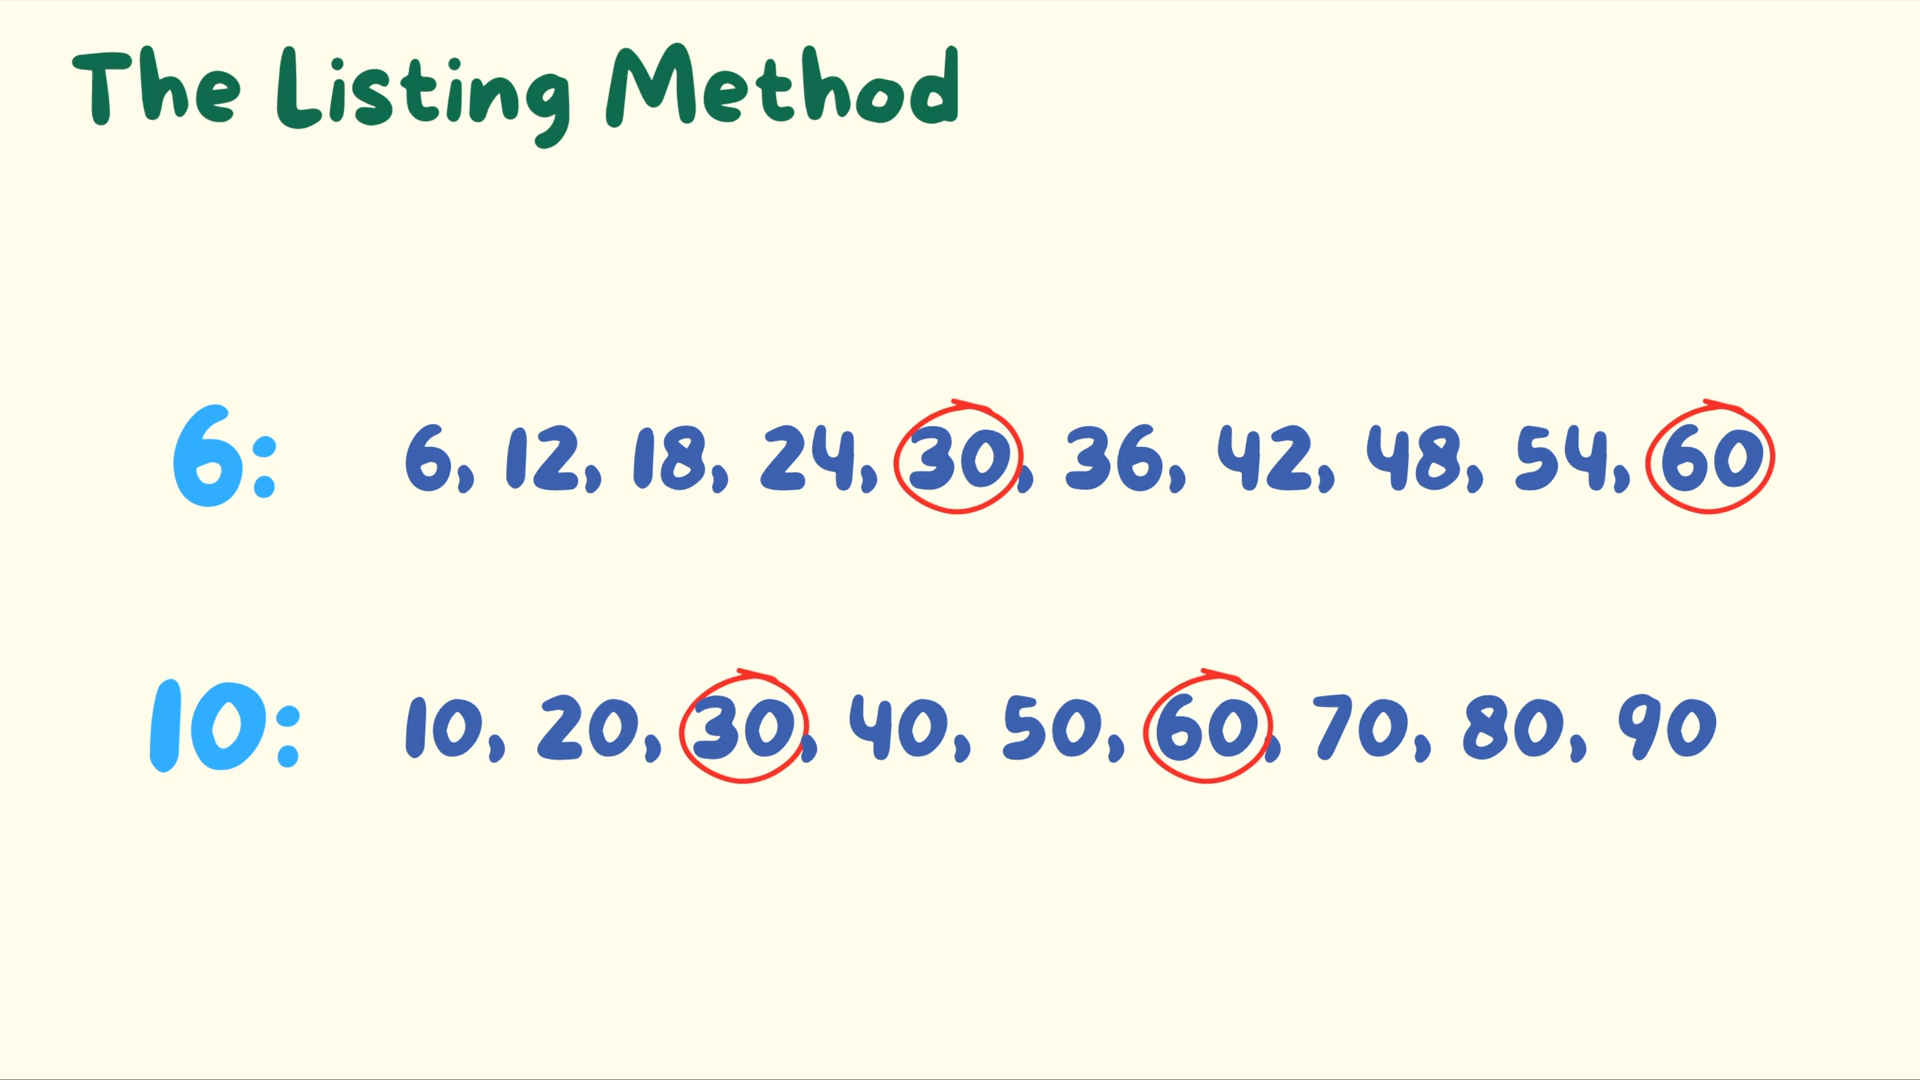 The Listing Method
6: 6, 12, 18, 24, 30, 36, 42, 48, 54, 60
10: 10, 20, 30, 40, 50, 60, 70, 80, 90